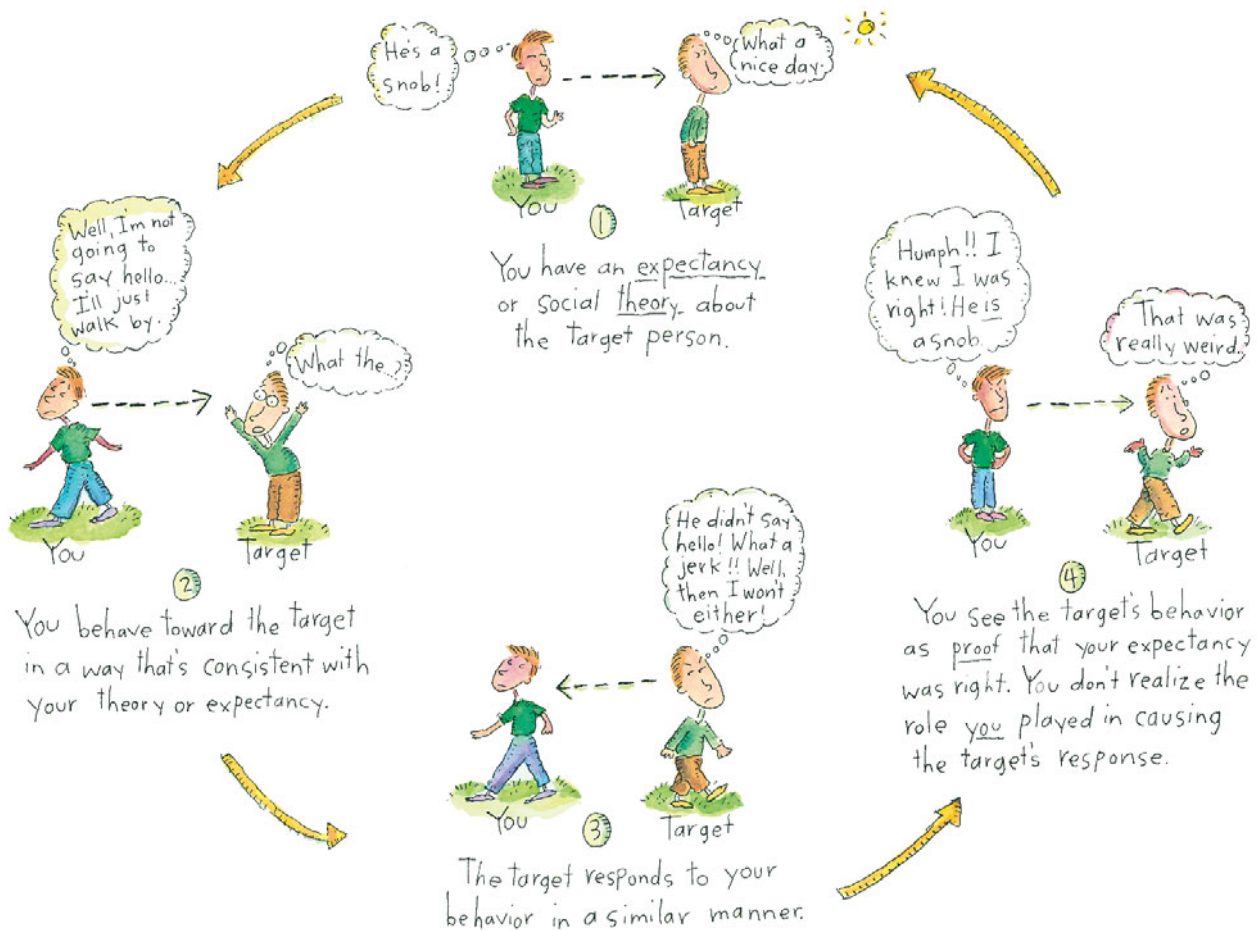 He's a
snob!
What a
nice day.
You
Target
1
You have an expectancy
or social theory about
the target person.
Well, I'm not
going to
say hello...
I'll just
walk by.
What the..?
You
Target
2
You behave toward the target
in a way that's consistent with
your theory or expectancy.
He didn't say
hello! What a
jerk!! Well,
then I won't
either!
You
Target
3
The target responds to your
behavior in a similar manner.
Humph!! I
knew I was
right! He is
a snob.
That was
really weird.
You
Target
4
You see the target's behavior
as proof that your expectancy
was right. You don't realize the
role you played in causing
the target's response.